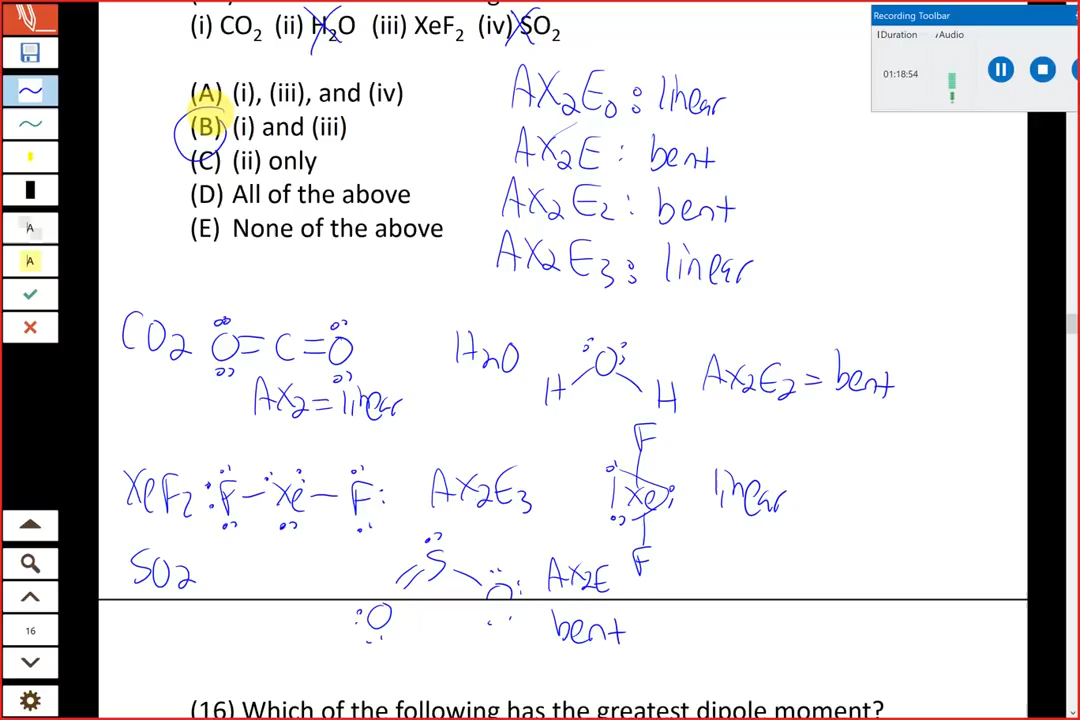 (i) CO₂ (ii) H₂O (iii) XeF₂ (iv) SO₂
(A) (i), (iii), and (iv)
(B) (i) and (iii)
(C) (ii) only
(D) All of the above
(E) None of the above
AX₂E₀: linear
AX₂E: bent
AX₂E₂: bent
AX₂E₃: linear
CO₂ O=C=O
AX₂=linear
H₂O
O
H H
AX₂E₂=bent
XeF₂ :F-Xe-F: AX₂E₃
F
Xe
F
linear
SO₂
S
O O
AX₂E
bent
(16) Which of the following has the greatest dipole moment?
Recording Toolbar
Duration Audio
01:18:54
A
A
16